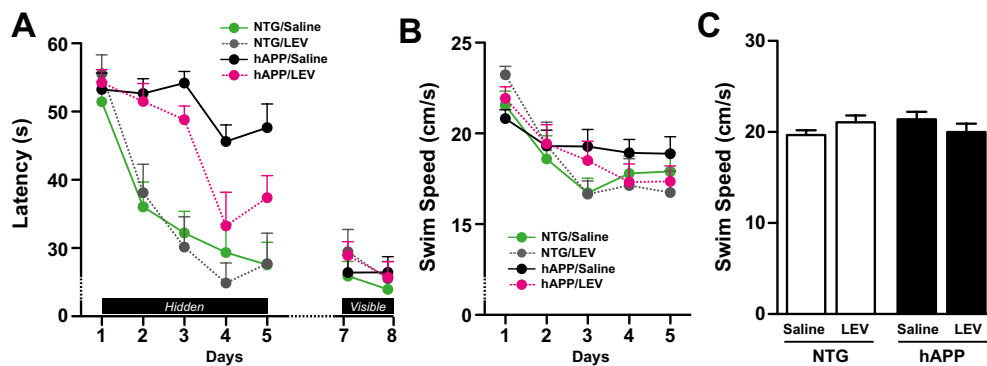 A
NTG/Saline
NTG/LEV
hAPP/Saline
hAPP/LEV
Latency (s)
60
50
40
30
0
Hidden
Visible
1 2 3 4 5 7 8
Days
B
Swim Speed (cm/s)
25
20
16
0
NTG/Saline
NTG/LEV
hAPP/Saline
hAPP/LEV
1 2 3 4 5
Days
C
Swim Speed (cm/s)
30
20
10
0
Saline LEV Saline LEV
NTG hAPP